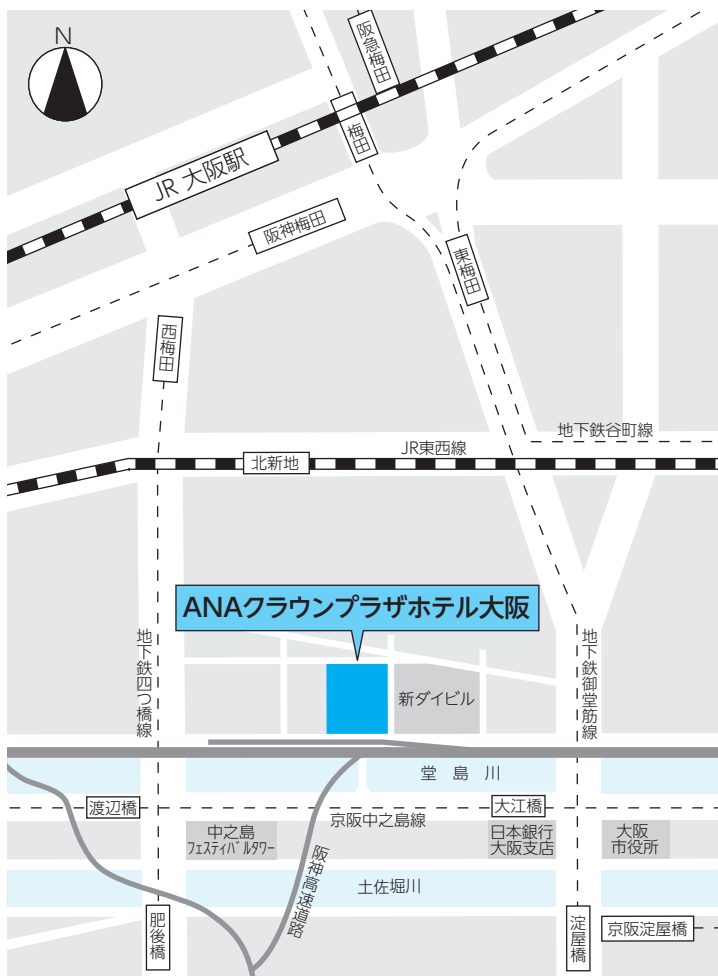 N
阪急梅田
梅田
JR 大阪駅
阪神梅田
東梅田
西梅田
地下鉄谷町線
JR東西線
北新地
ANAクラウンプラザホテル大阪
地下鉄四つ橋線
地下鉄御堂筋線
新ダイビル
堂島川
渡辺橋
大江橋
京阪中之島線
中之島
フェスティバルタワー
日本銀行
大阪支店
大阪
市役所
阪神高速道路
土佐堀川
肥後橋
淀屋橋
京阪淀屋橋